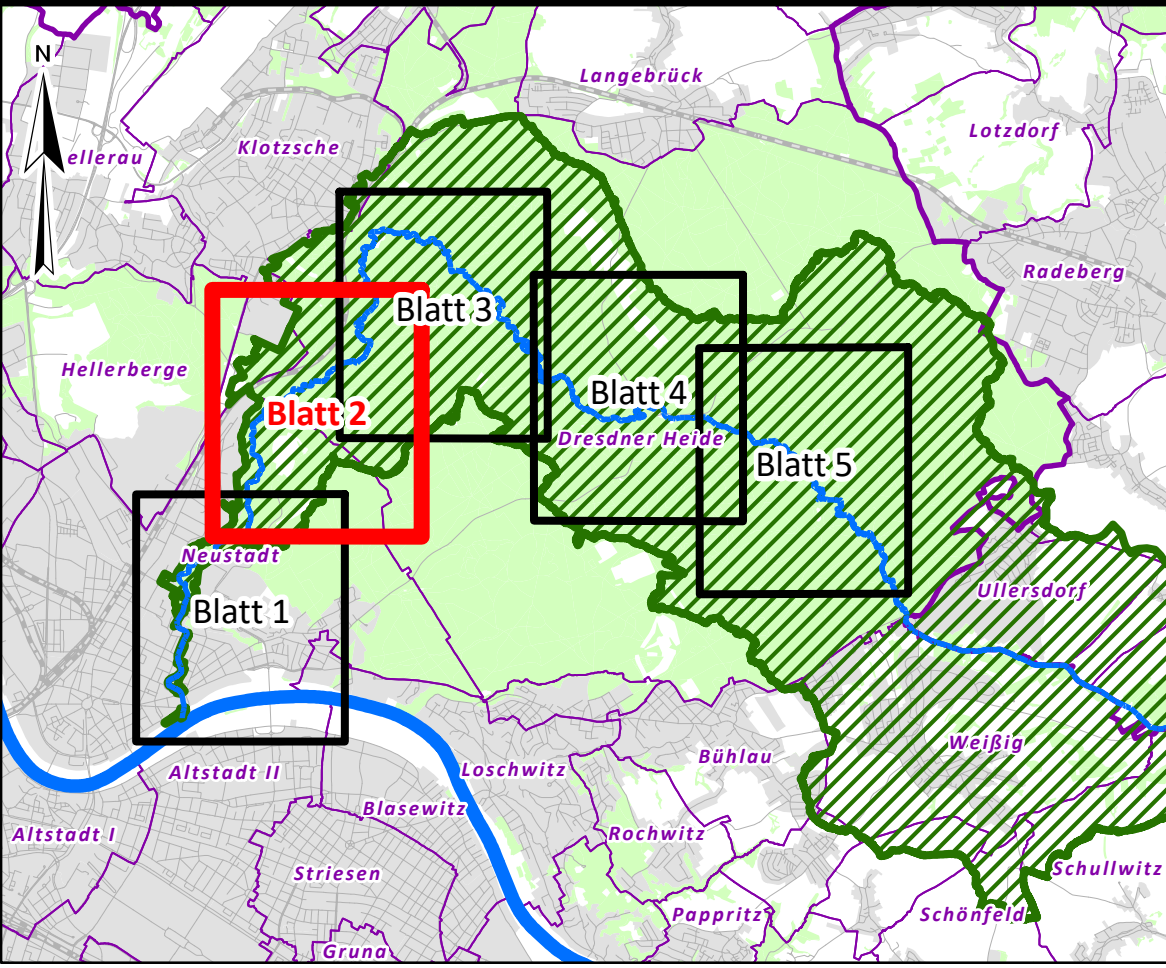 N
Langebrück
Lotzdorf
Klotzsche
ellerau
Radeberg
Blatt 3
Hellerberge
Blatt 4
Blatt 2
Dresdner Heide
Blatt 5
Neustadt
Ullersdorf
Blatt 1
Weißig
Bühlau
Altstadt II
Loschwitz
Blasewitz
Altstadt I
Rochwitz
Striesen
Schullwitz
Pappritz
Schönfeld
Gruna